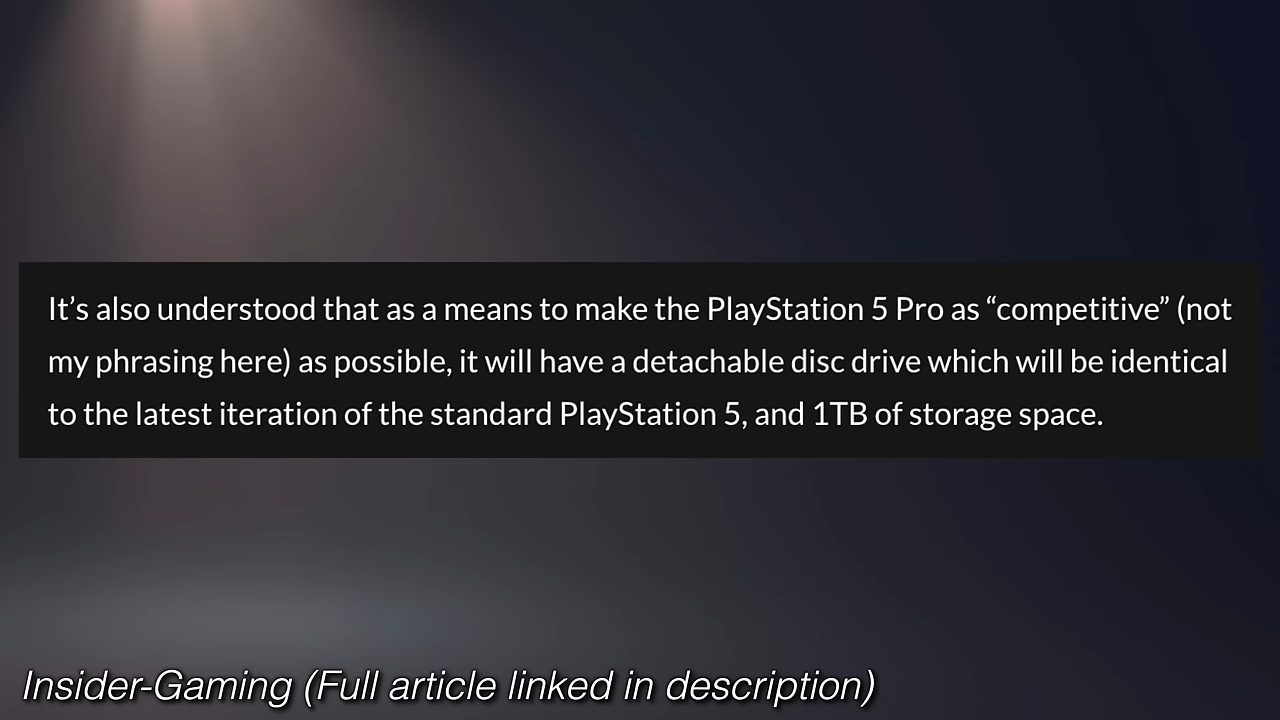 It’s also understood that as a means to make the PlayStation 5 Pro as “competitive” (not
my phrasing here) as possible, it will have a detachable disc drive which will be identical
to the latest iteration of the standard PlayStation 5, and 1TB of storage space.
Insider-Gaming (Full article linked in description)